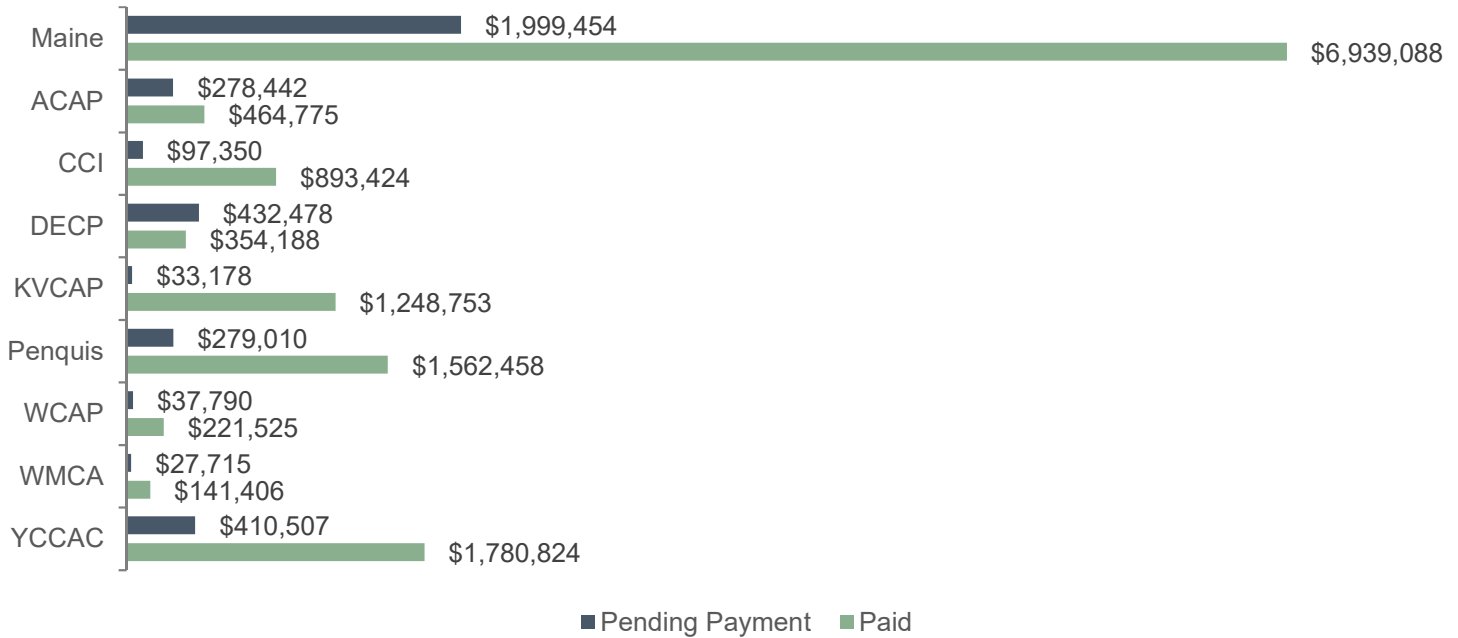 Maine
$1,999,454
$6,939,088
ACAP
$278,442
$464,775
CCI
$97,350
$893,424
DECP
$432,478
$354,188
KVCAP
$33,178
$1,248,753
Penquis
$279,010
$1,562,458
WCAP
$37,790
$221,525
WMCA
$27,715
$141,406
YCCAC
$410,507
$1,780,824
Pending Payment Paid